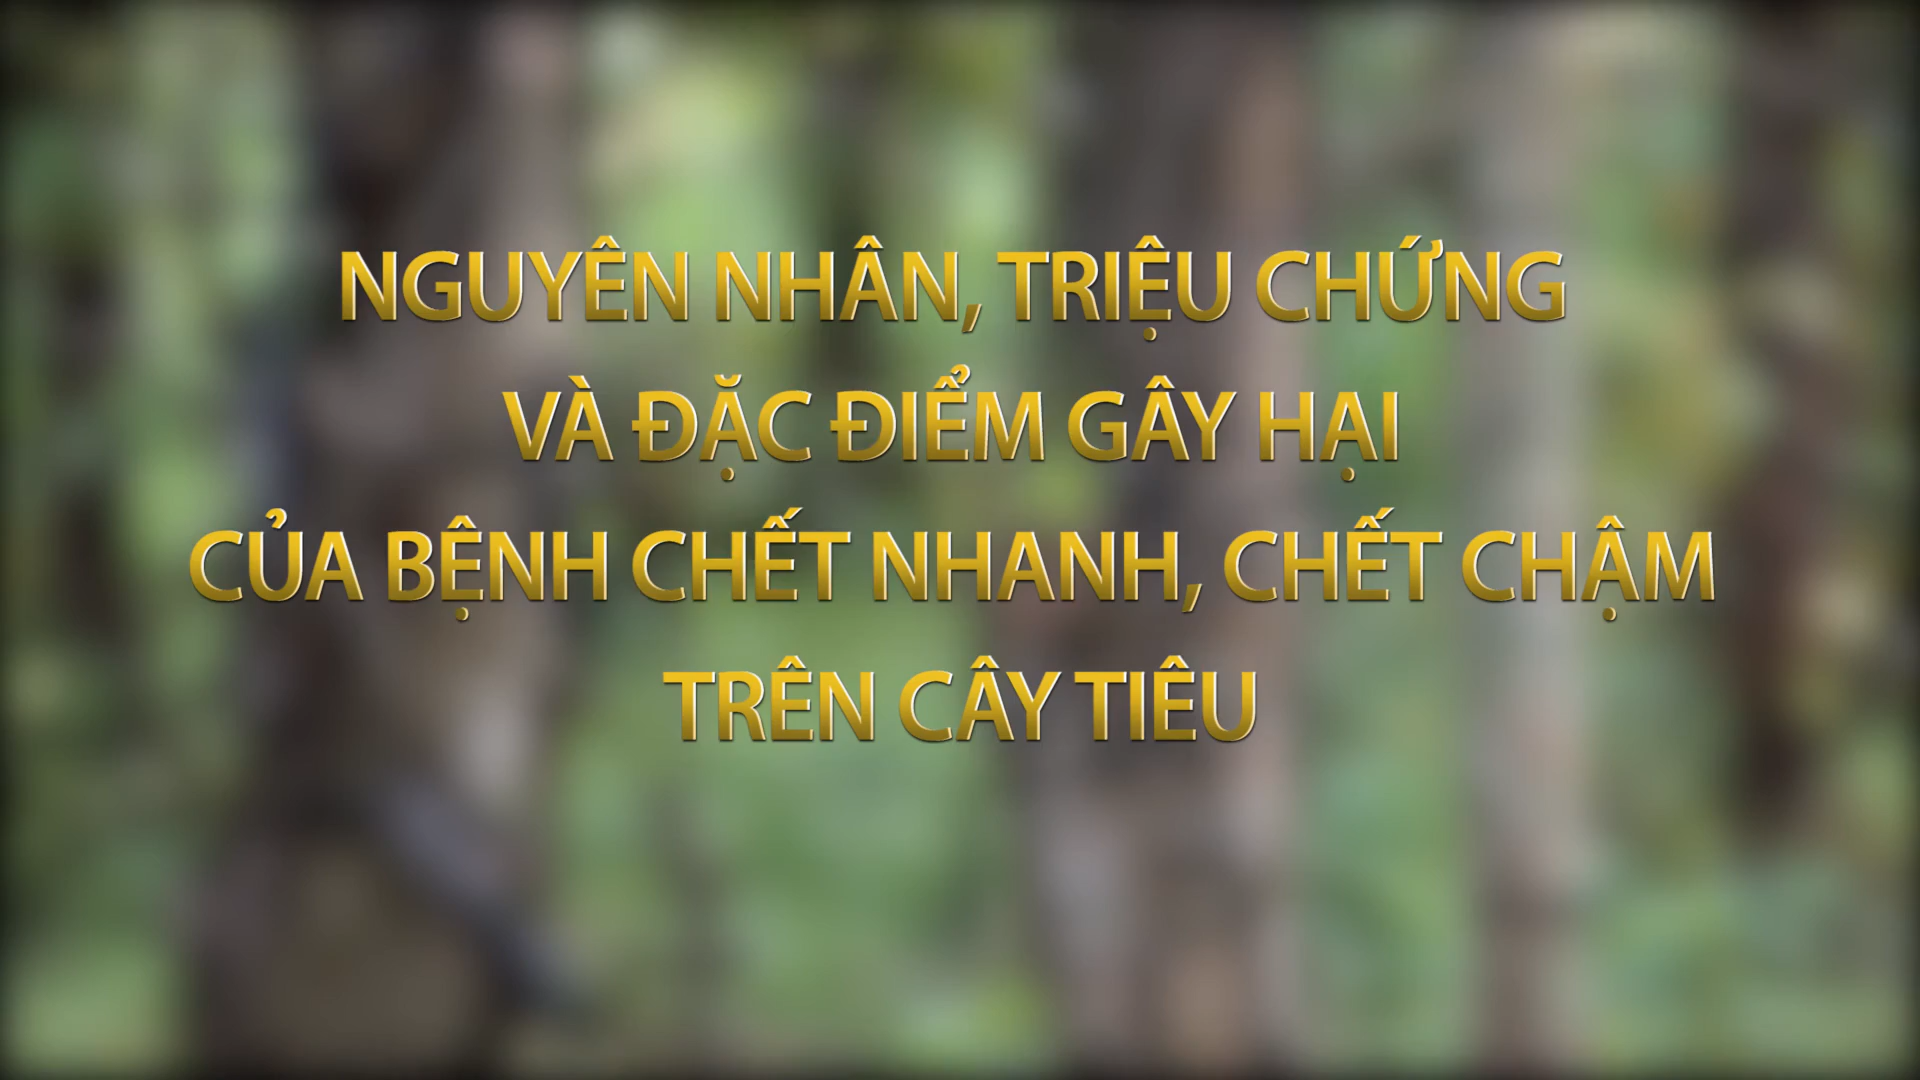 NGUYÊN NHÂN, TRIỆU CHỨNG
VÀ ĐẶC ĐIỂM GÂY HẠI
CỦA BỆNH CHẾT NHANH, CHẾT CHẬM
TRÊN CÂY TIÊU